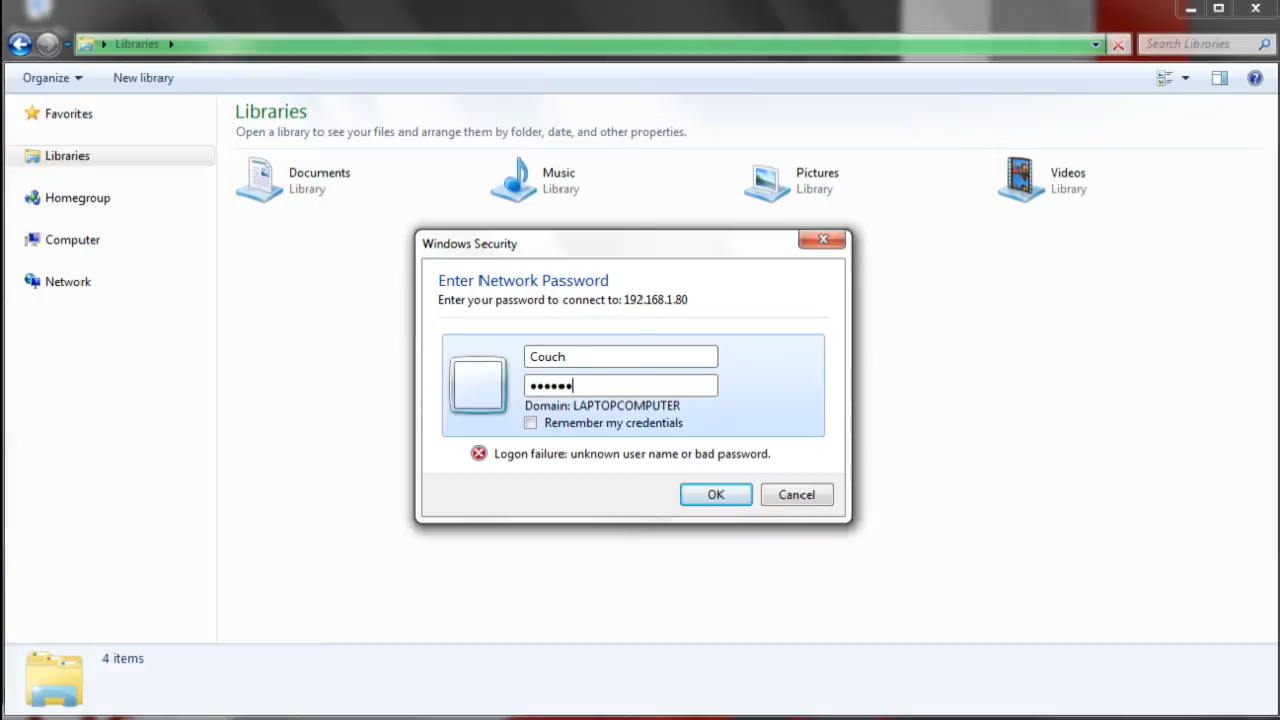 Libraries
Search Libraries
Organize
New library
Favorites
Libraries
Homegroup
Computer
Network
Libraries
Open a library to see your files and arrange them by folder, date, and other properties.
Documents
Library
Music
Library
Pictures
Library
Videos
Library
Windows Security
Enter Network Password
Enter your password to connect to: 192.168.1.80
Couch
••••••
Domain: LAPTOPCOMPUTER
Remember my credentials
Logon failure: unknown user name or bad password.
OK
Cancel
4 items